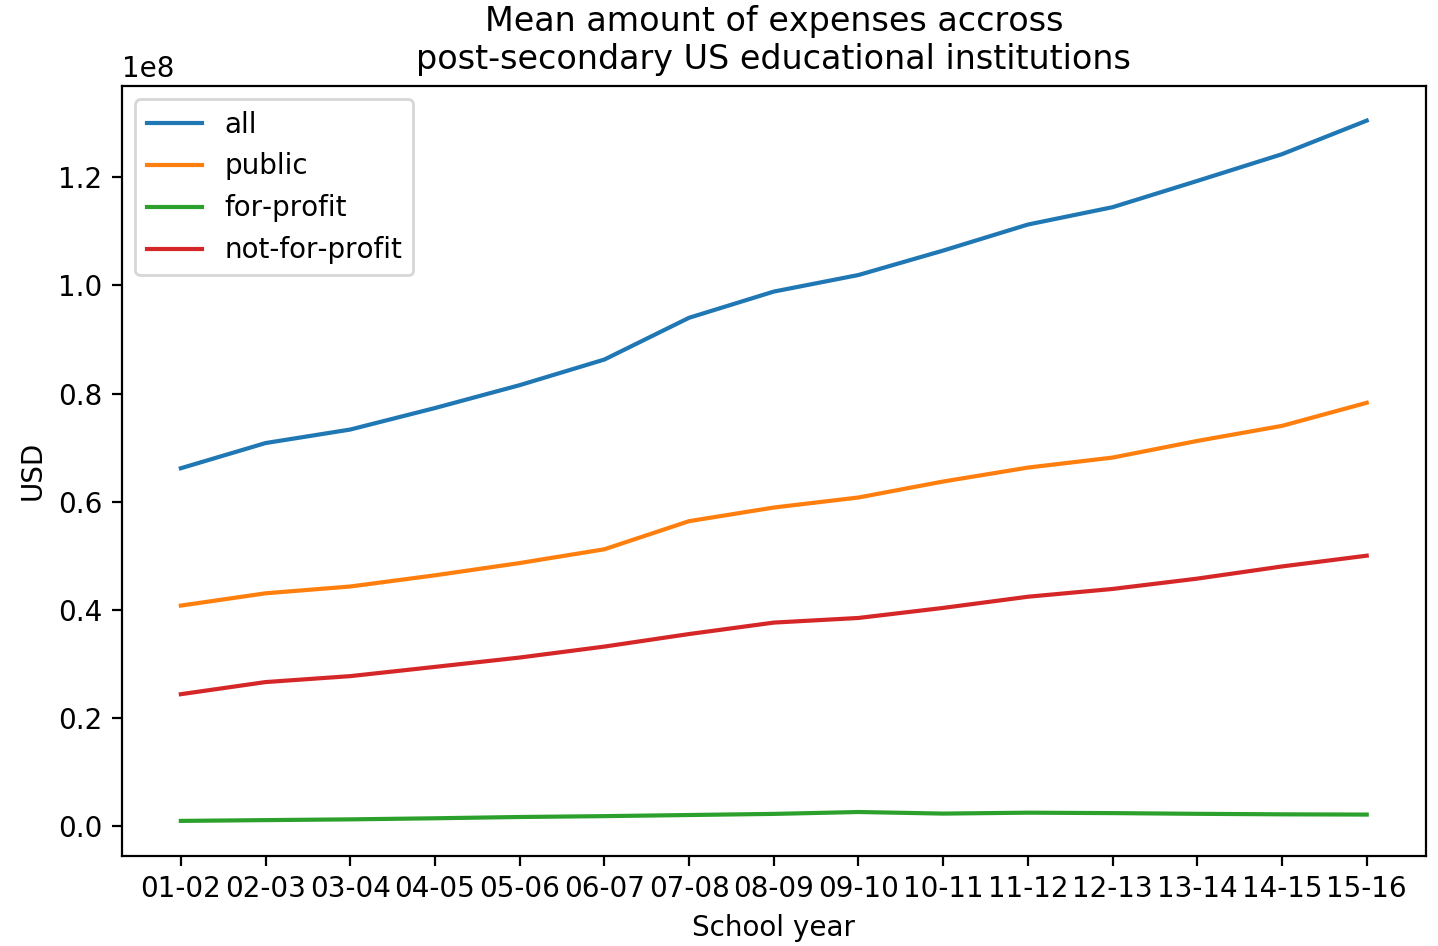 Mean amount of expenses accross
post-secondary US educational institutions
1e8
all
public
for-profit
not-for-profit
1.2
1.0
0.8
0.6
0.4
0.2
0.0
USD
01-02 02-03 03-04 04-05 05-06 06-07 07-08 08-09 09-10 10-11 11-12 12-13 13-14 14-15 15-16
School year